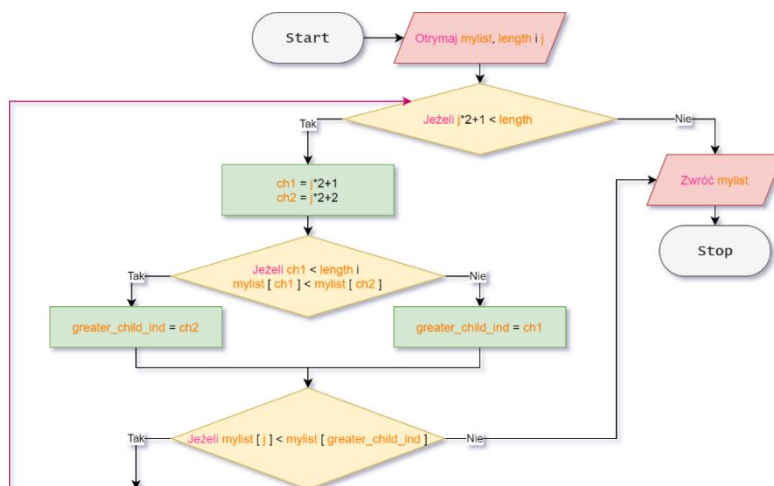 Start
Otrymaj mylist, length i j
Jeżeli j*2+1 < length
Tak
Nie
ch1 = j*2+1
ch2 = j*2+2
Zwróć mylist
Stop
Jeżeli ch1 < length i
mylist [ ch1 ] < mylist [ ch2 ]
Tak
Nie
greater_child_ind = ch2
greater_child_ind = ch1
Jeżeli mylist [ j ] < mylist [ greater_child_ind ]
Tak
Nie